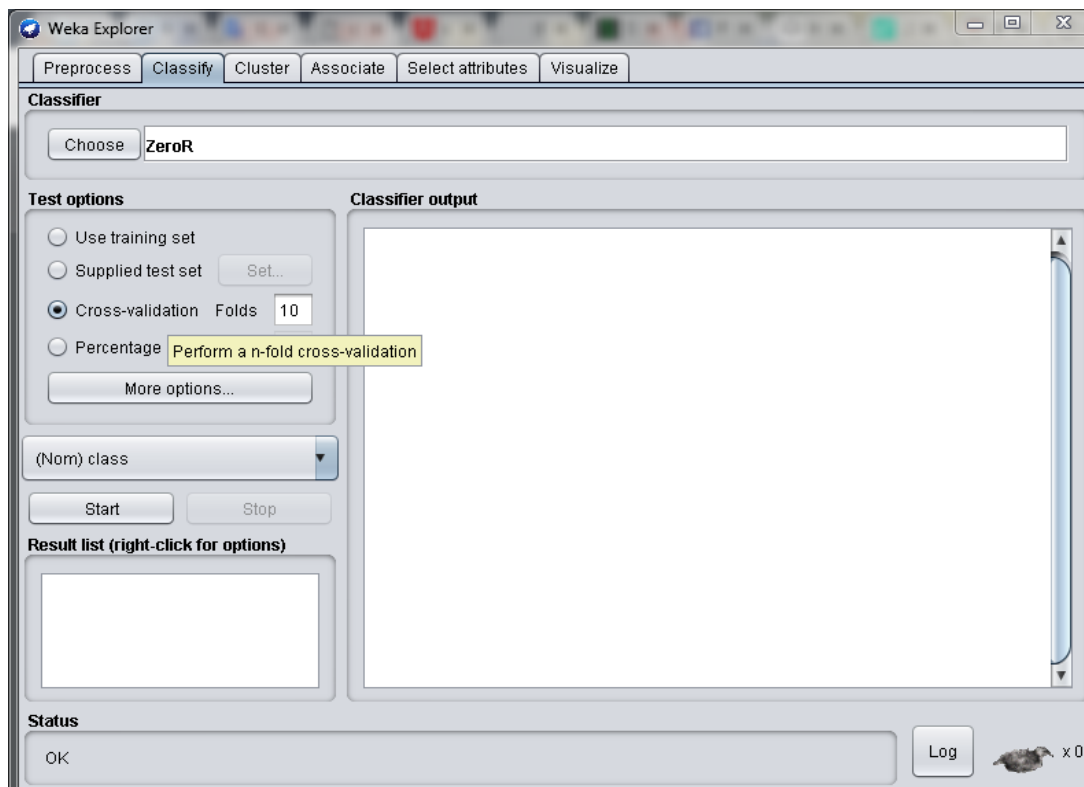 Weka Explorer
Preprocess Classify Cluster Associate Select attributes Visualize
Classifier
Choose ZeroR
Test options
Classifier output
Use training set
Supplied test set Set...
Cross-validation Folds 10
Percentage
Perform a n-fold cross-validation
More options...
(Nom) class
Start Stop
Result list (right-click for options)
Status
OK
Log x 0